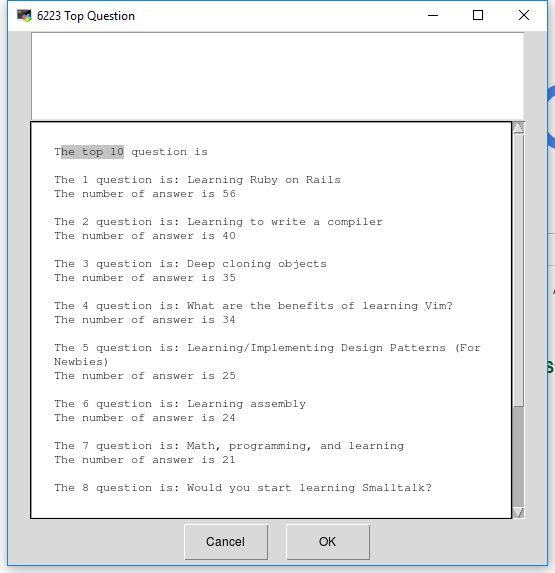 6223 Top Question
The top 10 question is
The 1 question is: Learning Ruby on Rails
The number of answer is 56
The 2 question is: Learning to write a compiler
The number of answer is 40
The 3 question is: Deep cloning objects
The number of answer is 35
The 4 question is: What are the benefits of learning Vim?
The number of answer is 34
The 5 question is: Learning/Implementing Design Patterns (For
Newbies)
The number of answer is 25
The 6 question is: Learning assembly
The number of answer is 24
The 7 question is: Math, programming, and learning
The number of answer is 21
The 8 question is: Would you start learning Smalltalk?
Cancel
OK